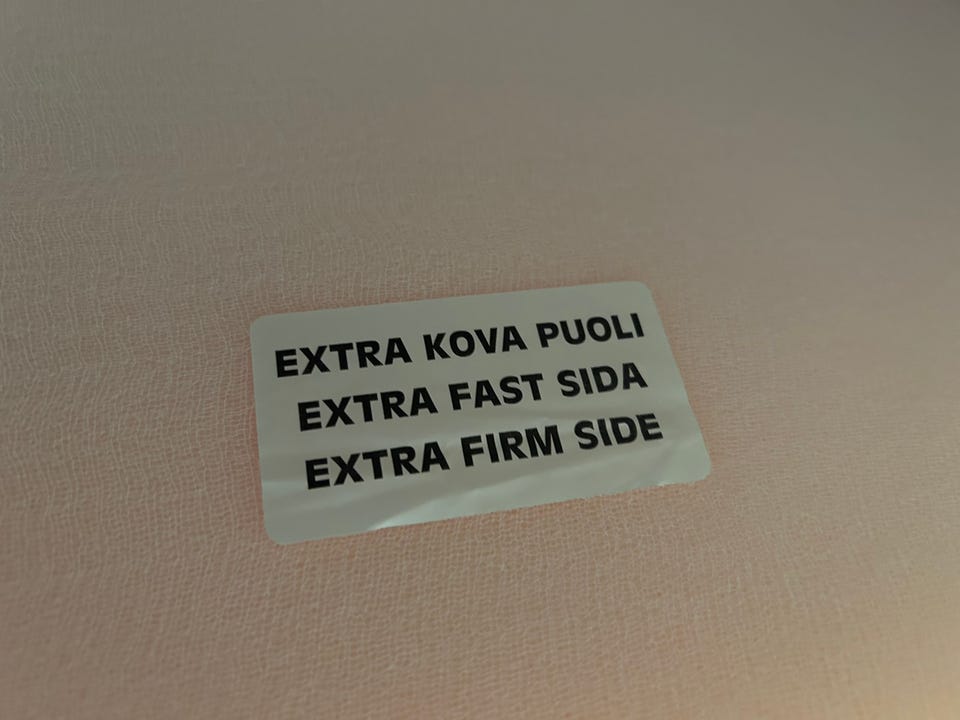 EXTRA KOVA PUOLI
EXTRA FAST SIDA
EXTRA FIRM SIDE